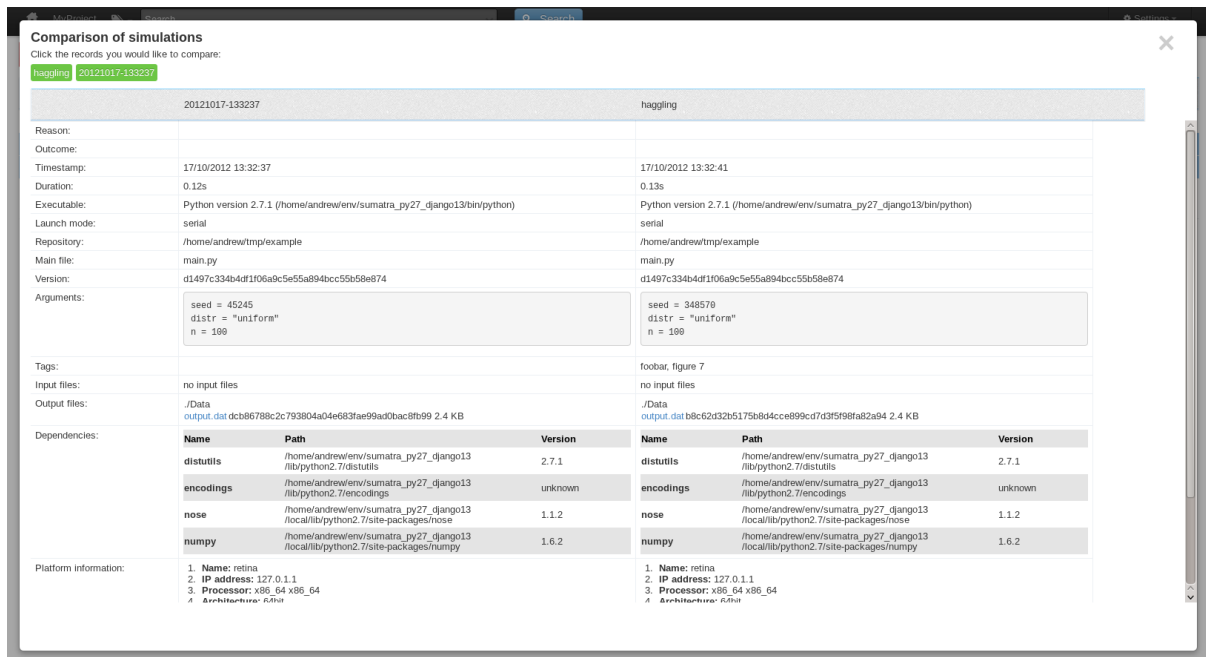 MyProject Search Search Settings
Comparison of simulations
×
Click the records you would like to compare:
haggling 20121017-133237
20121017-133237 haggling
Reason:
Outcome:
Timestamp: 17/10/2012 13:32:37 17/10/2012 13:32:41
Duration: 0.12s 0.13s
Executable: Python version 2.7.1 (/home/andrew/env/sumatra_py27_django13/bin/python) Python version 2.7.1 (/home/andrew/env/sumatra_py27_django13/bin/python)
Launch mode: serial serial
Repository: /home/andrew/tmp/example /home/andrew/tmp/example
Main file: main.py main.py
Version: d1497c334b4df1f06a9c5e55a894bcc55b58e874 d1497c334b4df1f06a9c5e55a894bcc55b58e874
Arguments: seed = 45245 seed = 348570
distr = "uniform" distr = "uniform"
n = 100 n = 100
Tags: foobar, figure 7
Input files: no input files no input files
Output files: ./Data ./Data
output.dat dcb86788c2c793804a04e683fae99ad0bac8fb99 2.4 KB output.dat b8c62d32b5175b8d4cce899cd7d3f5f98fa82a94 2.4 KB
Dependencies: Name Path Version Name Path Version
distutils /home/andrew/env/sumatra_py27_django13 2.7.1 distutils /home/andrew/env/sumatra_py27_django13 2.7.1
/lib/python2.7/distutils /lib/python2.7/distutils
encodings /home/andrew/env/sumatra_py27_django13 unknown encodings /home/andrew/env/sumatra_py27_django13 unknown
/lib/python2.7/encodings /lib/python2.7/encodings
nose /home/andrew/env/sumatra_py27_django13 1.1.2 nose /home/andrew/env/sumatra_py27_django13 1.1.2
/local/lib/python2.7/site-packages/nose /local/lib/python2.7/site-packages/nose
numpy /home/andrew/env/sumatra_py27_django13 1.6.2 numpy /home/andrew/env/sumatra_py27_django13 1.6.2
/local/lib/python2.7/site-packages/numpy /local/lib/python2.7/site-packages/numpy
Platform information: 1. Name: retina 1. Name: retina
2. IP address: 127.0.1.1 2. IP address: 127.0.1.1
3. Processor: x86_64 x86_64 3. Processor: x86_64 x86_64
4. Architecture: 64bit 4. Architecture: 64bit